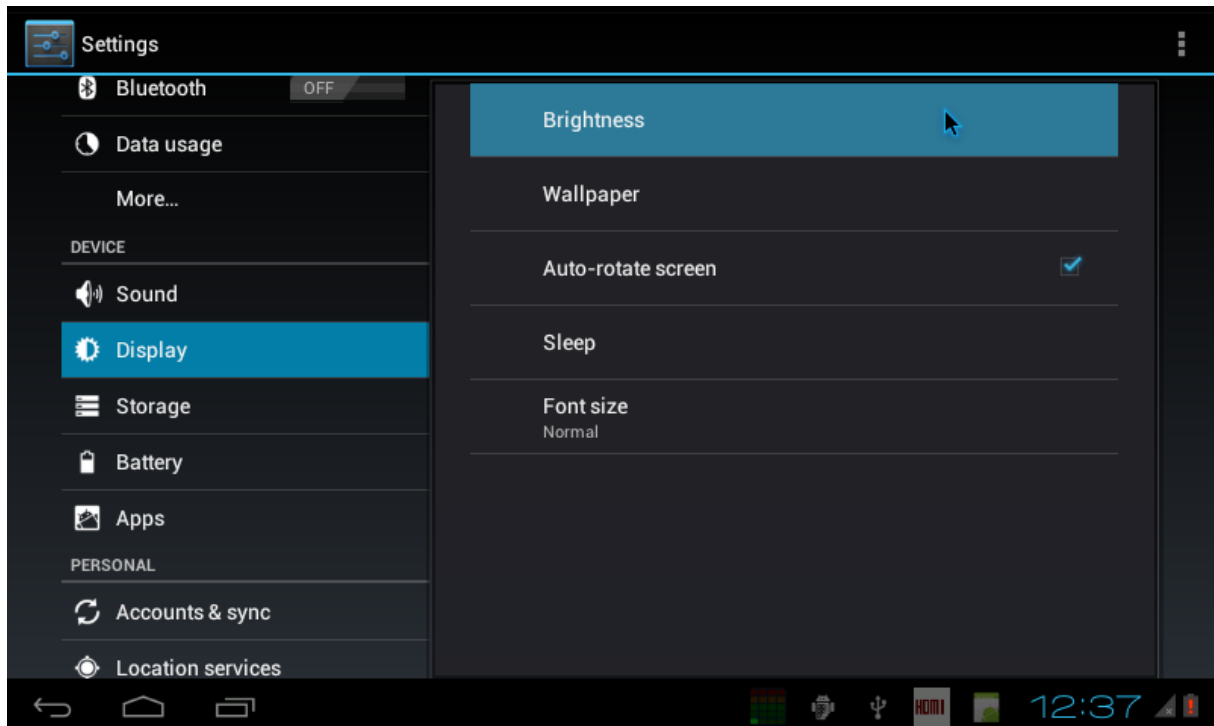 Settings
Bluetooth OFF
Data usage
More...
DEVICE
Sound
Display
Storage
Battery
Apps
PERSONAL
Accounts & sync
Location services
Brightness
Wallpaper
Auto-rotate screen
Sleep
Font size
Normal
HDMI
12:37